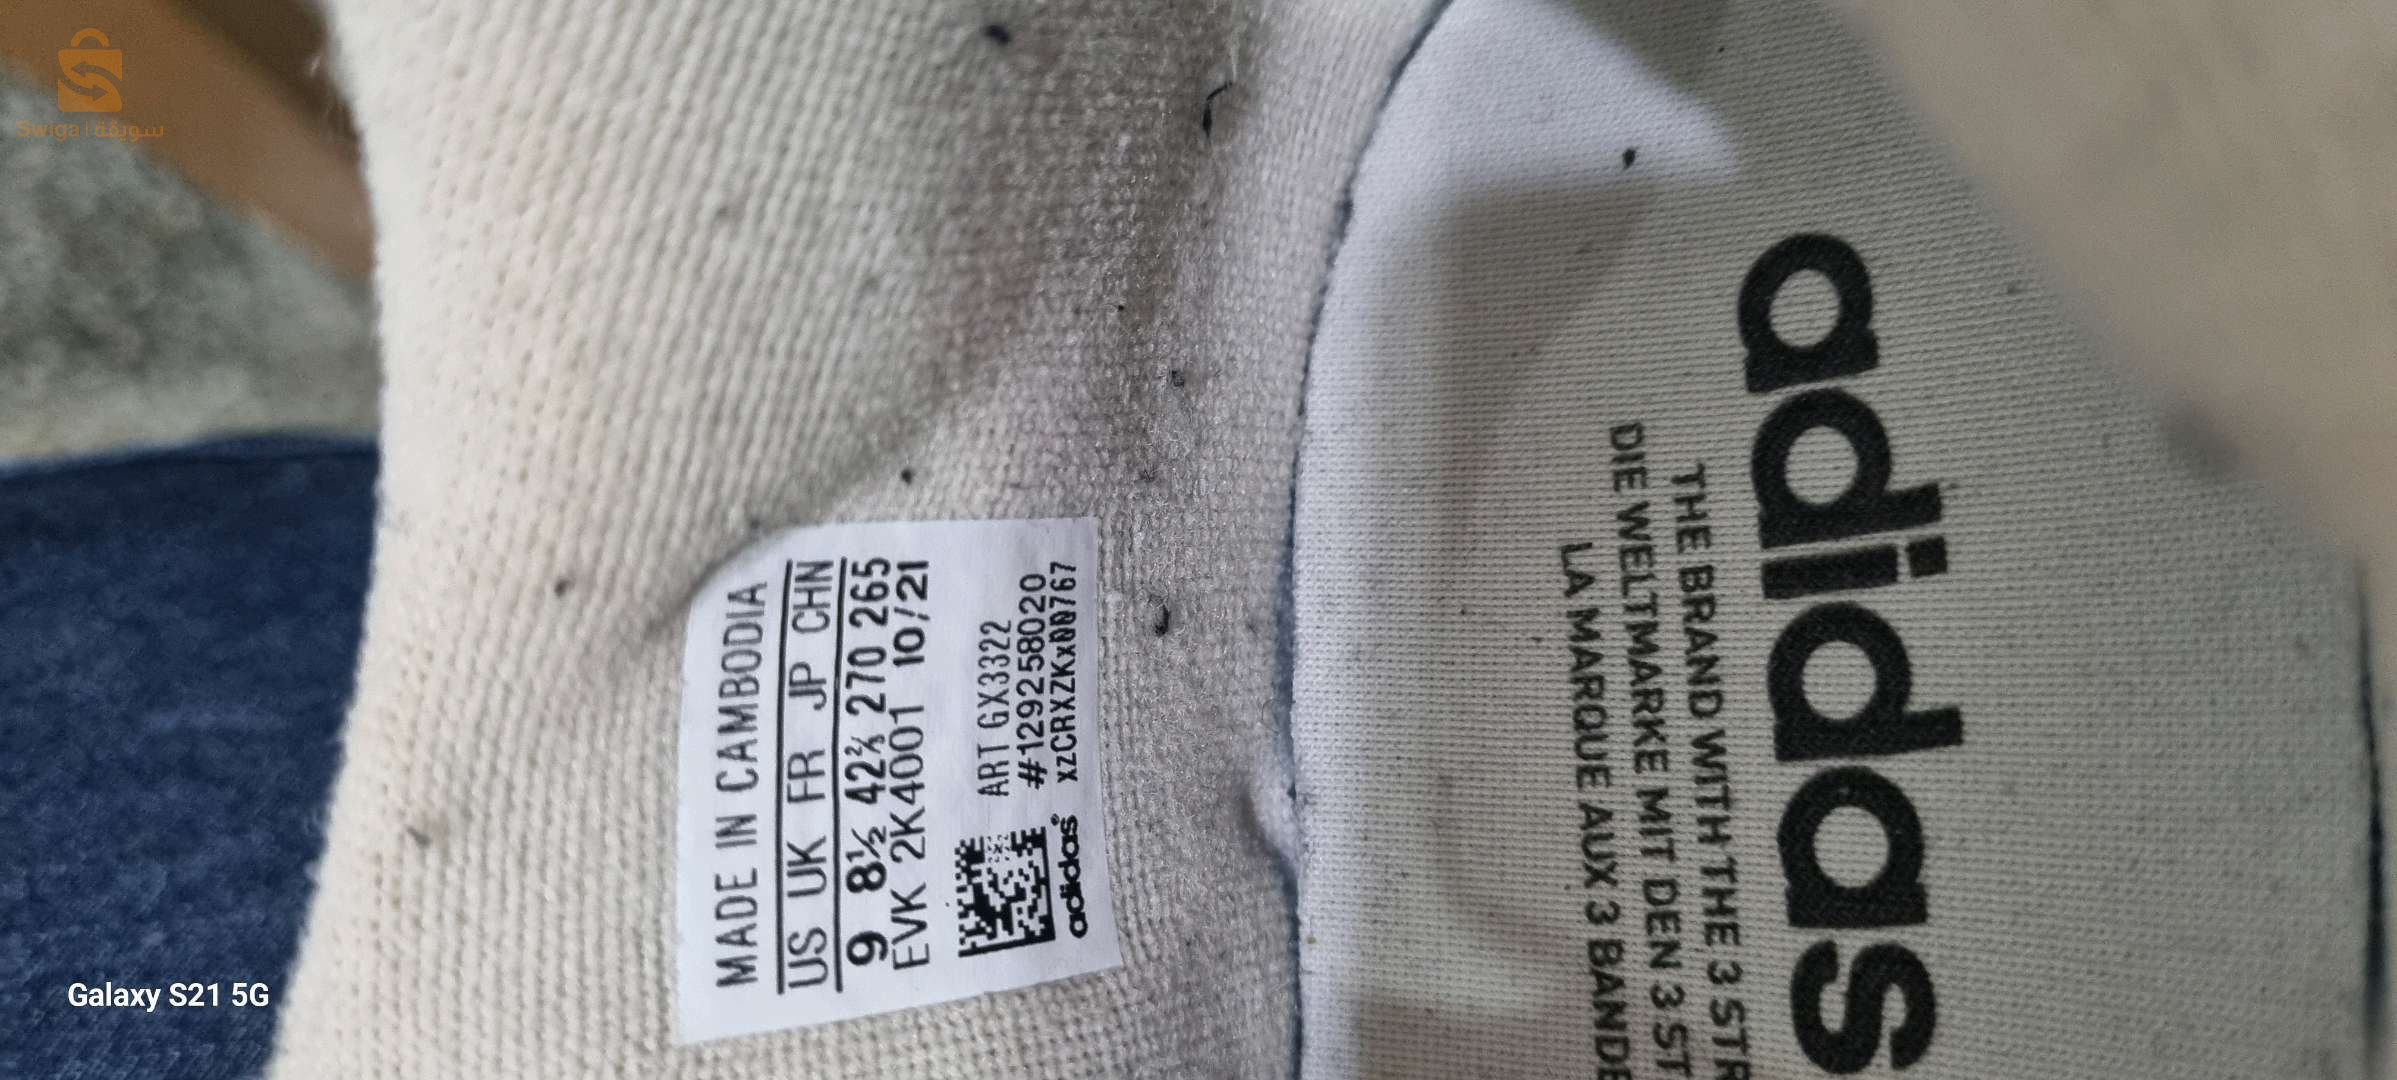 Swiga | سويقة
MADE IN CAMBODIA
US UK FR JP CHN
9 8½ 42⅔ 270 265
EVK 2K4001 10/21
ART GX3322
#129258020
XZCRXZKX00767
adidas
adidas
THE BRAND WITH THE 3 STR
DIE WELTMARKE MIT DEN 3 ST
LA MARQUE AUX 3 BANDE
Galaxy S21 5G